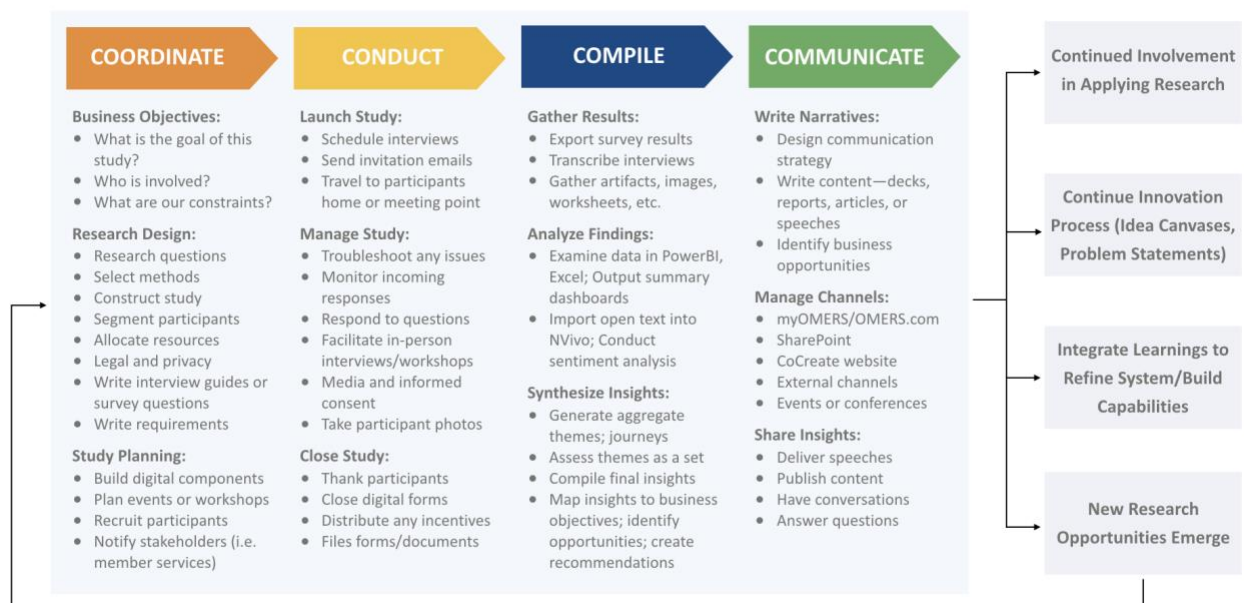 COORDINATE
Business Objectives:
• What is the goal of this
study?
• Who is involved?
• What are our constraints?
Research Design:
• Research questions
• Select methods
• Construct study
• Segment participants
• Allocate resources
• Legal and privacy
• Write interview guides or
survey questions
• Write requirements
Study Planning:
• Build digital components
• Plan events or workshops
• Recruit participants
• Notify stakeholders (i.e.
member services)
CONDUCT
Launch Study:
• Schedule interviews
• Send invitation emails
• Travel to participants
home or meeting point
Manage Study:
• Troubleshoot any issues
• Monitor incoming
responses
• Respond to questions
• Facilitate in-person
interviews/workshops
• Media and informed
consent
• Take participant photos
Close Study:
• Thank participants
• Close digital forms
• Distribute any incentives
• Files forms/documents
COMPILE
Gather Results:
• Export survey results
• Transcribe interviews
• Gather artifacts, images,
worksheets, etc.
Analyze Findings:
• Examine data in PowerBI,
Excel; Output summary
dashboards
• Import open text into
NVivo; Conduct
sentiment analysis
Synthesize Insights:
• Generate aggregate
themes; journeys
• Assess themes as a set
• Compile final insights
• Map insights to business
objectives; identify
opportunities; create
recommendations
COMMUNICATE
Write Narratives:
• Design communication
strategy
• Write content—decks,
reports, articles, or
speeches
• Identify business
opportunities
Manage Channels:
• myOMERS/OMERS.com
• SharePoint
• CoCreate website
• External channels
• Events or conferences
Share Insights:
• Deliver speeches
• Publish content
• Have conversations
• Answer questions
Continued Involvement
in Applying Research
Continue Innovation
Process (Idea Canvases,
Problem Statements)
Integrate Learnings to
Refine System/Build
Capabilities
New Research
Opportunities Emerge